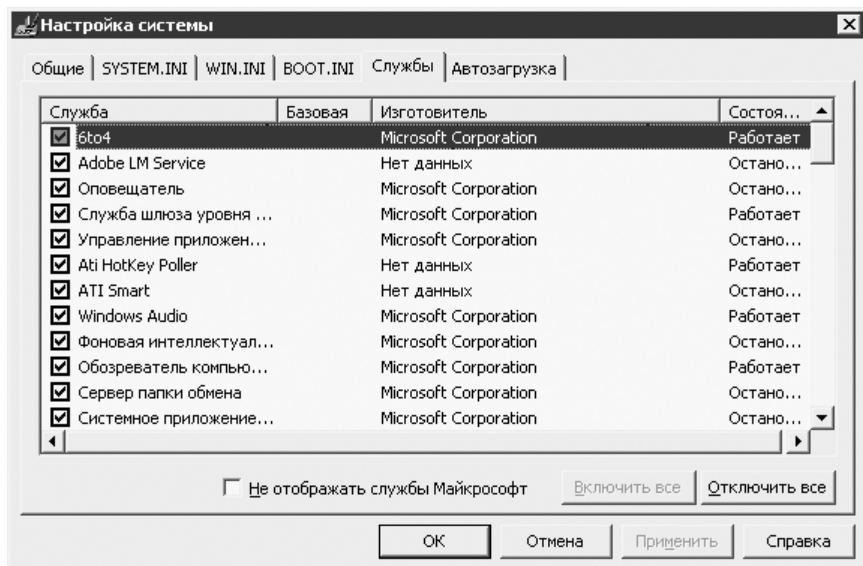 Настройка системы
Общие SYSTEM.INI WIN.INI BOOT.INI Службы Автозагрузка
Служба Базовая Изготовитель Состоя...
6to4 Microsoft Corporation Работает
Adobe LM Service Нет данных Остано...
Оповещатель Microsoft Corporation Остано...
Служба шлюза уровня ... Microsoft Corporation Работает
Управление приложен... Microsoft Corporation Остано...
Ati HotKey Poller Нет данных Работает
ATI Smart Нет данных Остано...
Windows Audio Microsoft Corporation Работает
Фоновая интеллектуал... Microsoft Corporation Остано...
Обозреватель компью... Microsoft Corporation Работает
Сервер папки обмена Microsoft Corporation Остано...
Системное приложение... Microsoft Corporation Остано...
Не отображать службы Майкрософт Включить все Отключить все
ОК Отмена Применить Справка